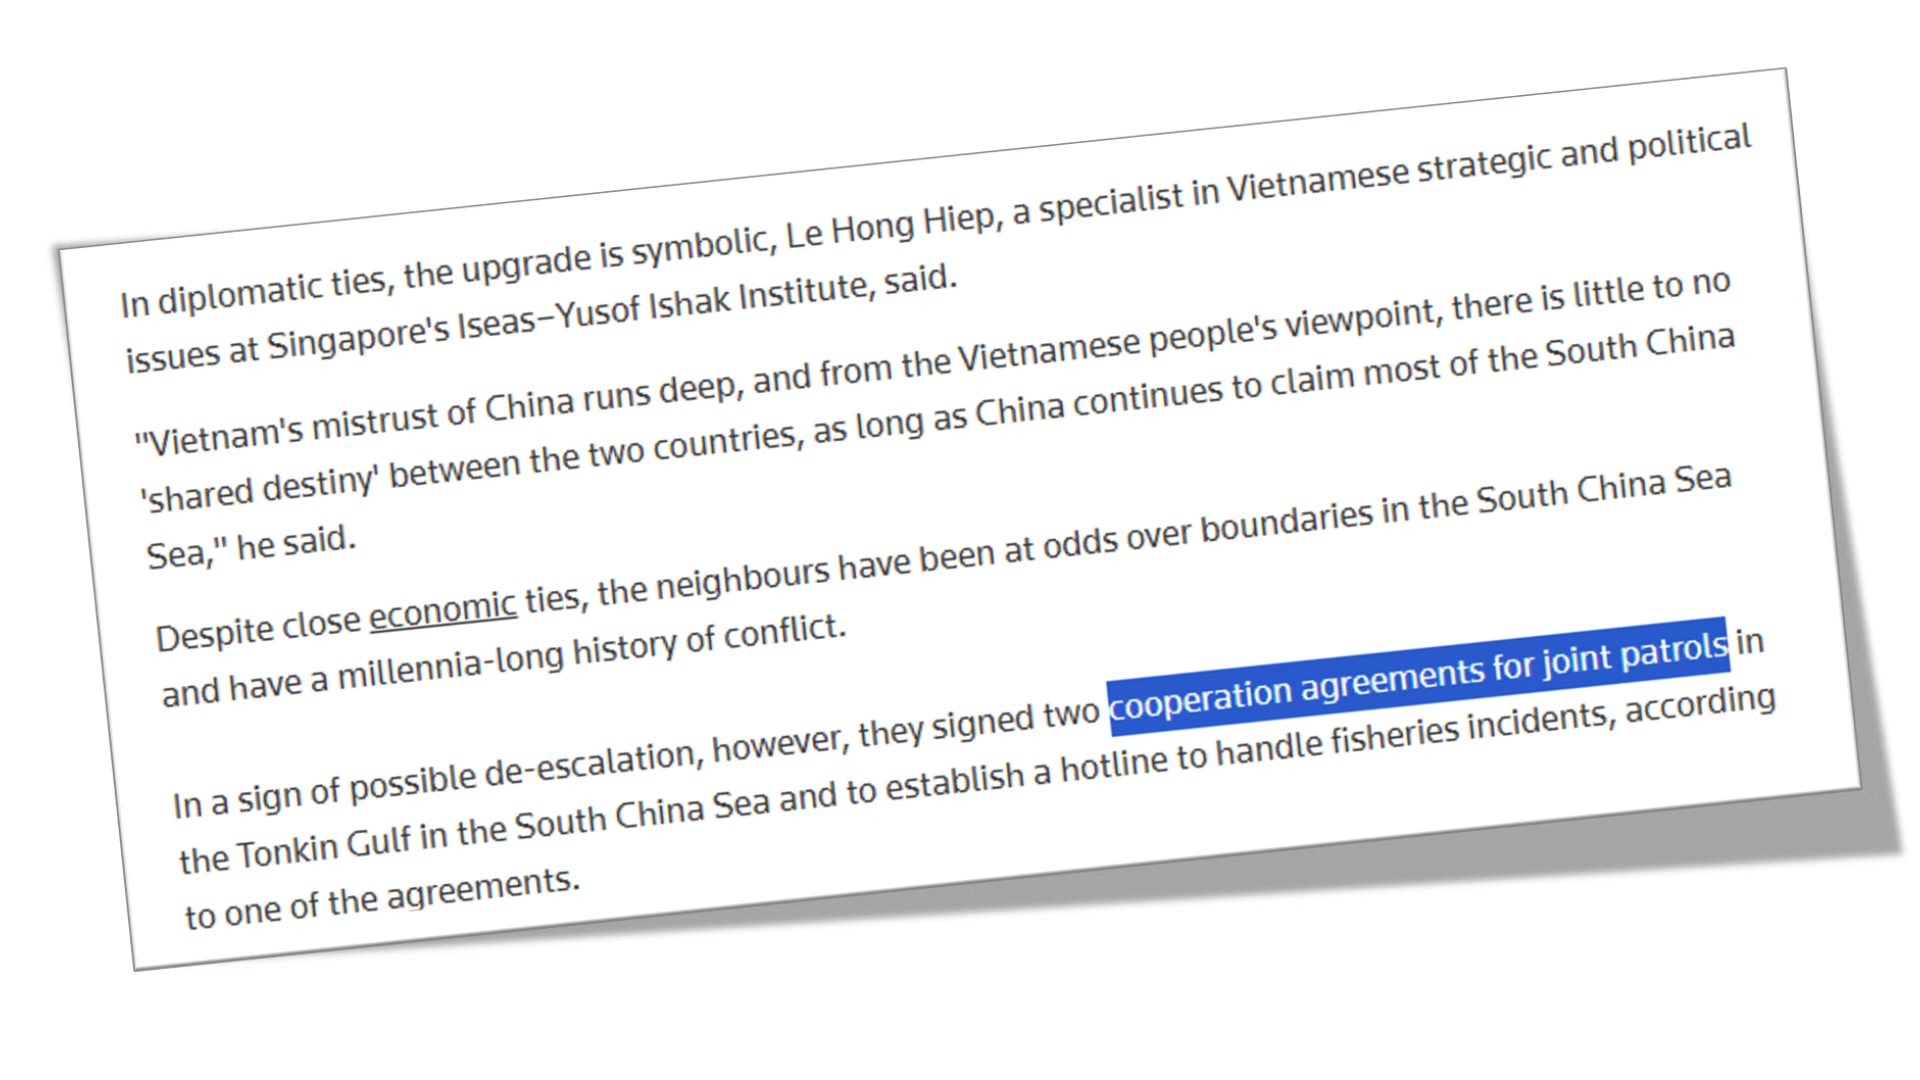 In diplomatic ties, the upgrade is symbolic, Le Hong Hiep, a specialist in Vietnamese strategic and political
issues at Singapore's Iseas–Yusof Ishak Institute, said.
"Vietnam's mistrust of China runs deep, and from the Vietnamese people's viewpoint, there is little to no
'shared destiny' between the two countries, as long as China continues to claim most of the South China
Sea," he said.
Despite close economic ties, the neighbours have been at odds over boundaries in the South China Sea
and have a millennia-long history of conflict.
In a sign of possible de-escalation, however, they signed two cooperation agreements for joint patrols in
the Tonkin Gulf in the South China Sea and to establish a hotline to handle fisheries incidents, according
to one of the agreements.